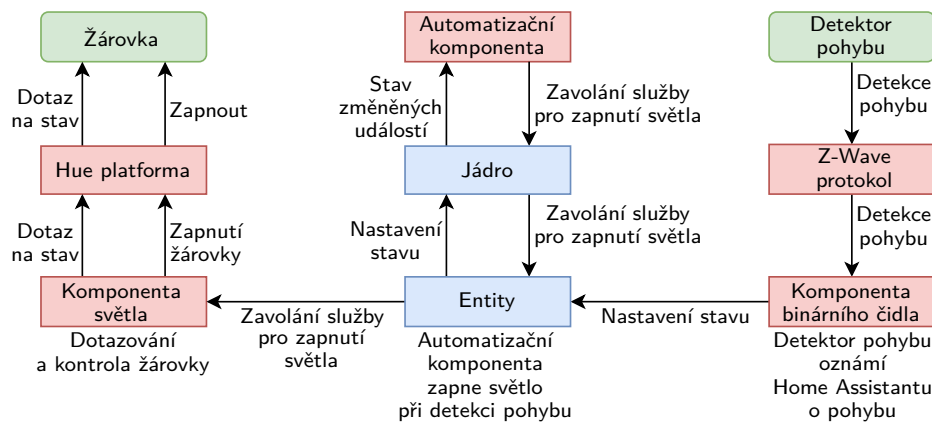 Žárovka
Automatizační
komponenta
Detektor
pohybu
Dotaz
na stav
Zapnout
Stav
změněných
událostí
Zavolání služby
pro zapnutí světla
Detekce
pohybu
Hue platforma
Jádro
Z-Wave
protokol
Dotaz
na stav
Zapnutí
žárovky
Nastavení
stavu
Zavolání služby
pro zapnutí světla
Detekce
pohybu
Komponenta
světla
Entity
Komponenta
binárního čidla
Zavolání služby
pro zapnutí
světla
Nastavení stavu
Dotazování
a kontrola žárovky
Automatizační
komponenta
zapne světlo
při detekci pohybu
Detektor pohybu
oznámí
Home Assistantu
o pohybu